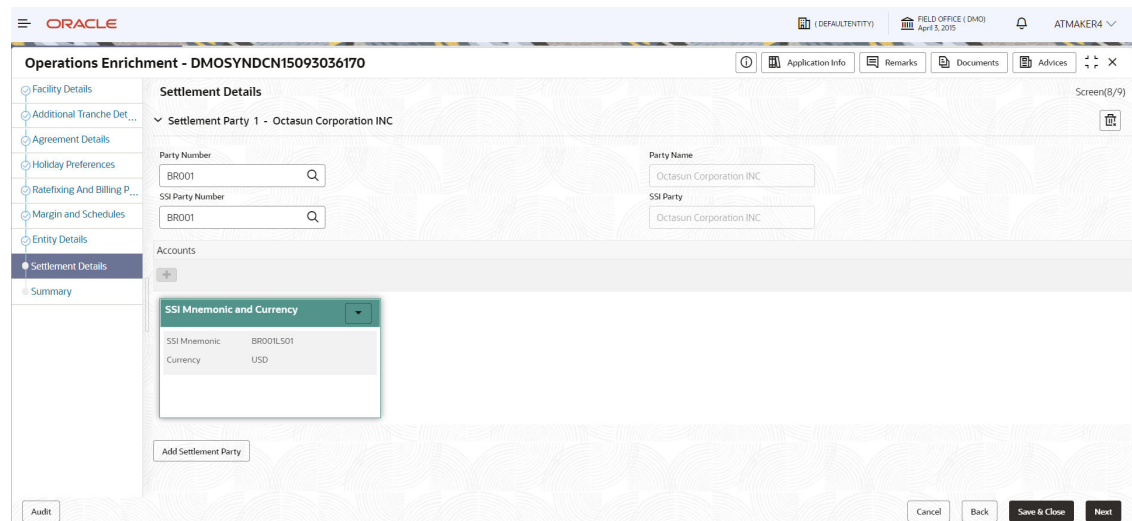 ORACLE
( DEFAULTENTITY)
FIELD OFFICE ( DMO)
April 3, 2015
ATMAKER4
Operations Enrichment - DMOSYNDCN15093036170
Application Info
Remarks
Documents
Advices
Facility Details
Additional Tranche Det...
Agreement Details
Holiday Preferences
Ratefixing And Billing P...
Margin and Schedules
Entity Details
Settlement Details
Summary
Settlement Details
Screen(8/9)
Settlement Party 1 - Octasun Corporation INC
Party Number
Party Name
BR001
Octasun Corporation INC
SSI Party Number
SSI Party
BR001
Octasun Corporation INC
Accounts
SSI Mnemonic and Currency
SSI Mnemonic BR001LS01
Currency USD
Add Settlement Party
Audit
Cancel
Back
Save & Close
Next